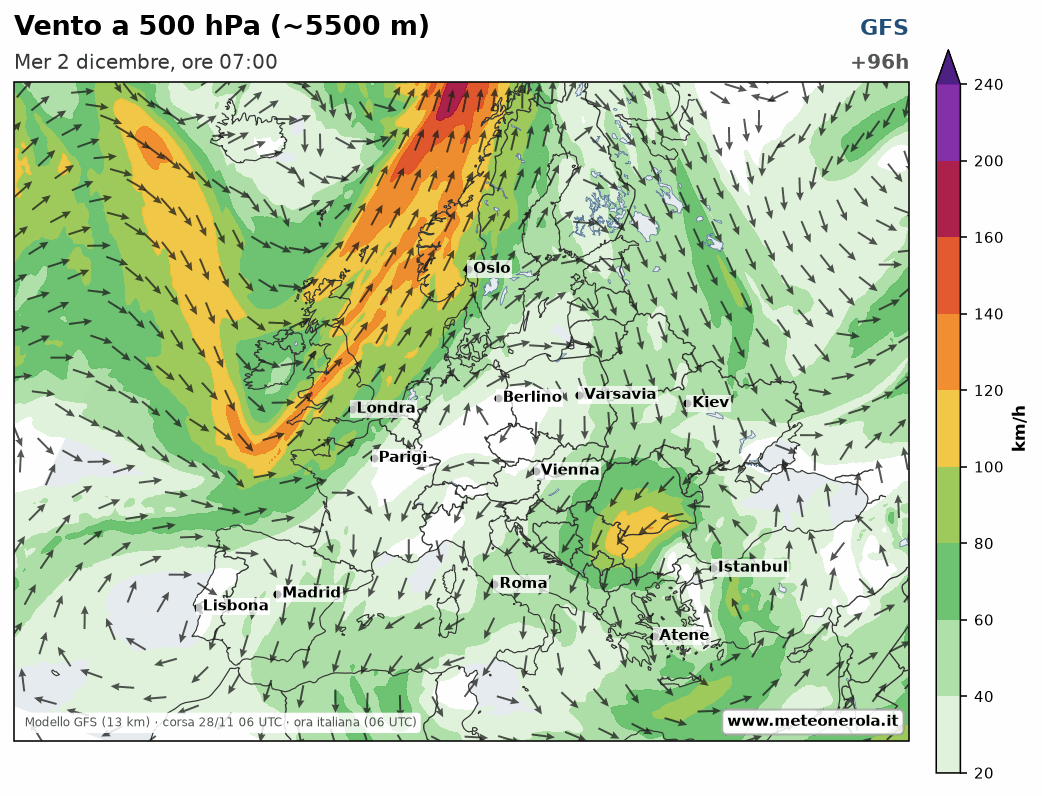 Vento a 500 hPa (~5500 m)
GFS
Mer 2 dicembre, ore 07:00
+96h
240
200
160
140
120
100
80
60
40
20
km/h
Oslo
Londra
Berlino
Varsavia
Kiev
Parigi
Vienna
Istanbul
Roma
Madrid
Lisbona
Atene
Modello GFS (13 km) · corsa 28/11 06 UTC · ora italiana (06 UTC)
www.meteonerola.it